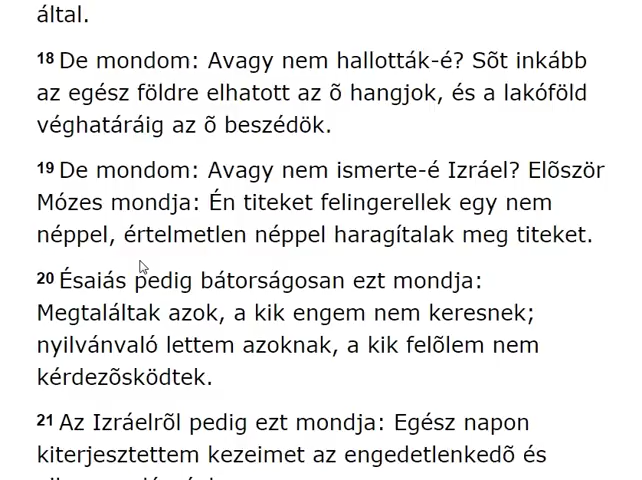 által.
18 De mondom: Avagy nem hallották-é? Sõt inkább
az egész földre elhatott az õ hangjok, és a lakóföld
véghatáráig az õ beszédök.
19 De mondom: Avagy nem ismerte-é Izráel? Elõször
Mózes mondja: Én titeket felingerellek egy nem
néppel, értelmetlen néppel haragítalak meg titeket.
20 Ésaiás pedig bátorságosan ezt mondja:
Megtaláltak azok, a kik engem nem keresnek;
nyilvánvaló lettem azoknak, a kik felõlem nem
kérdezõsködtek.
21 Az Izráelrõl pedig ezt mondja: Egész napon
kiterjesztettem kezeimet az engedetlenkedõ és